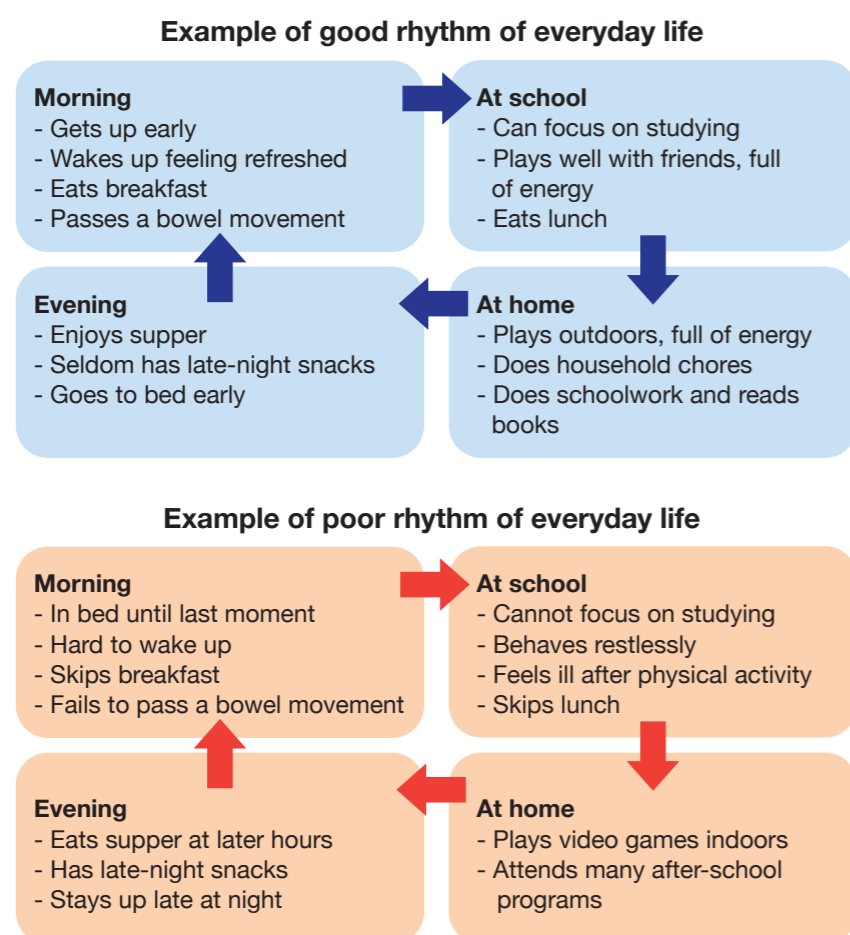 Example of good rhythm of everyday life
Morning
- Gets up early
- Wakes up feeling refreshed
- Eats breakfast
- Passes a bowel movement
At school
- Can focus on studying
- Plays well with friends, full
of energy
- Eats lunch
At home
- Plays outdoors, full of energy
- Does household chores
- Does schoolwork and reads
books
Evening
- Enjoys supper
- Seldom has late-night snacks
- Goes to bed early
Example of poor rhythm of everyday life
Morning
- In bed until last moment
- Hard to wake up
- Skips breakfast
- Fails to pass a bowel movement
At school
- Cannot focus on studying
- Behaves restlessly
- Feels ill after physical activity
- Skips lunch
At home
- Plays video games indoors
- Attends many after-school
programs
Evening
- Eats supper at later hours
- Has late-night snacks
- Stays up late at night